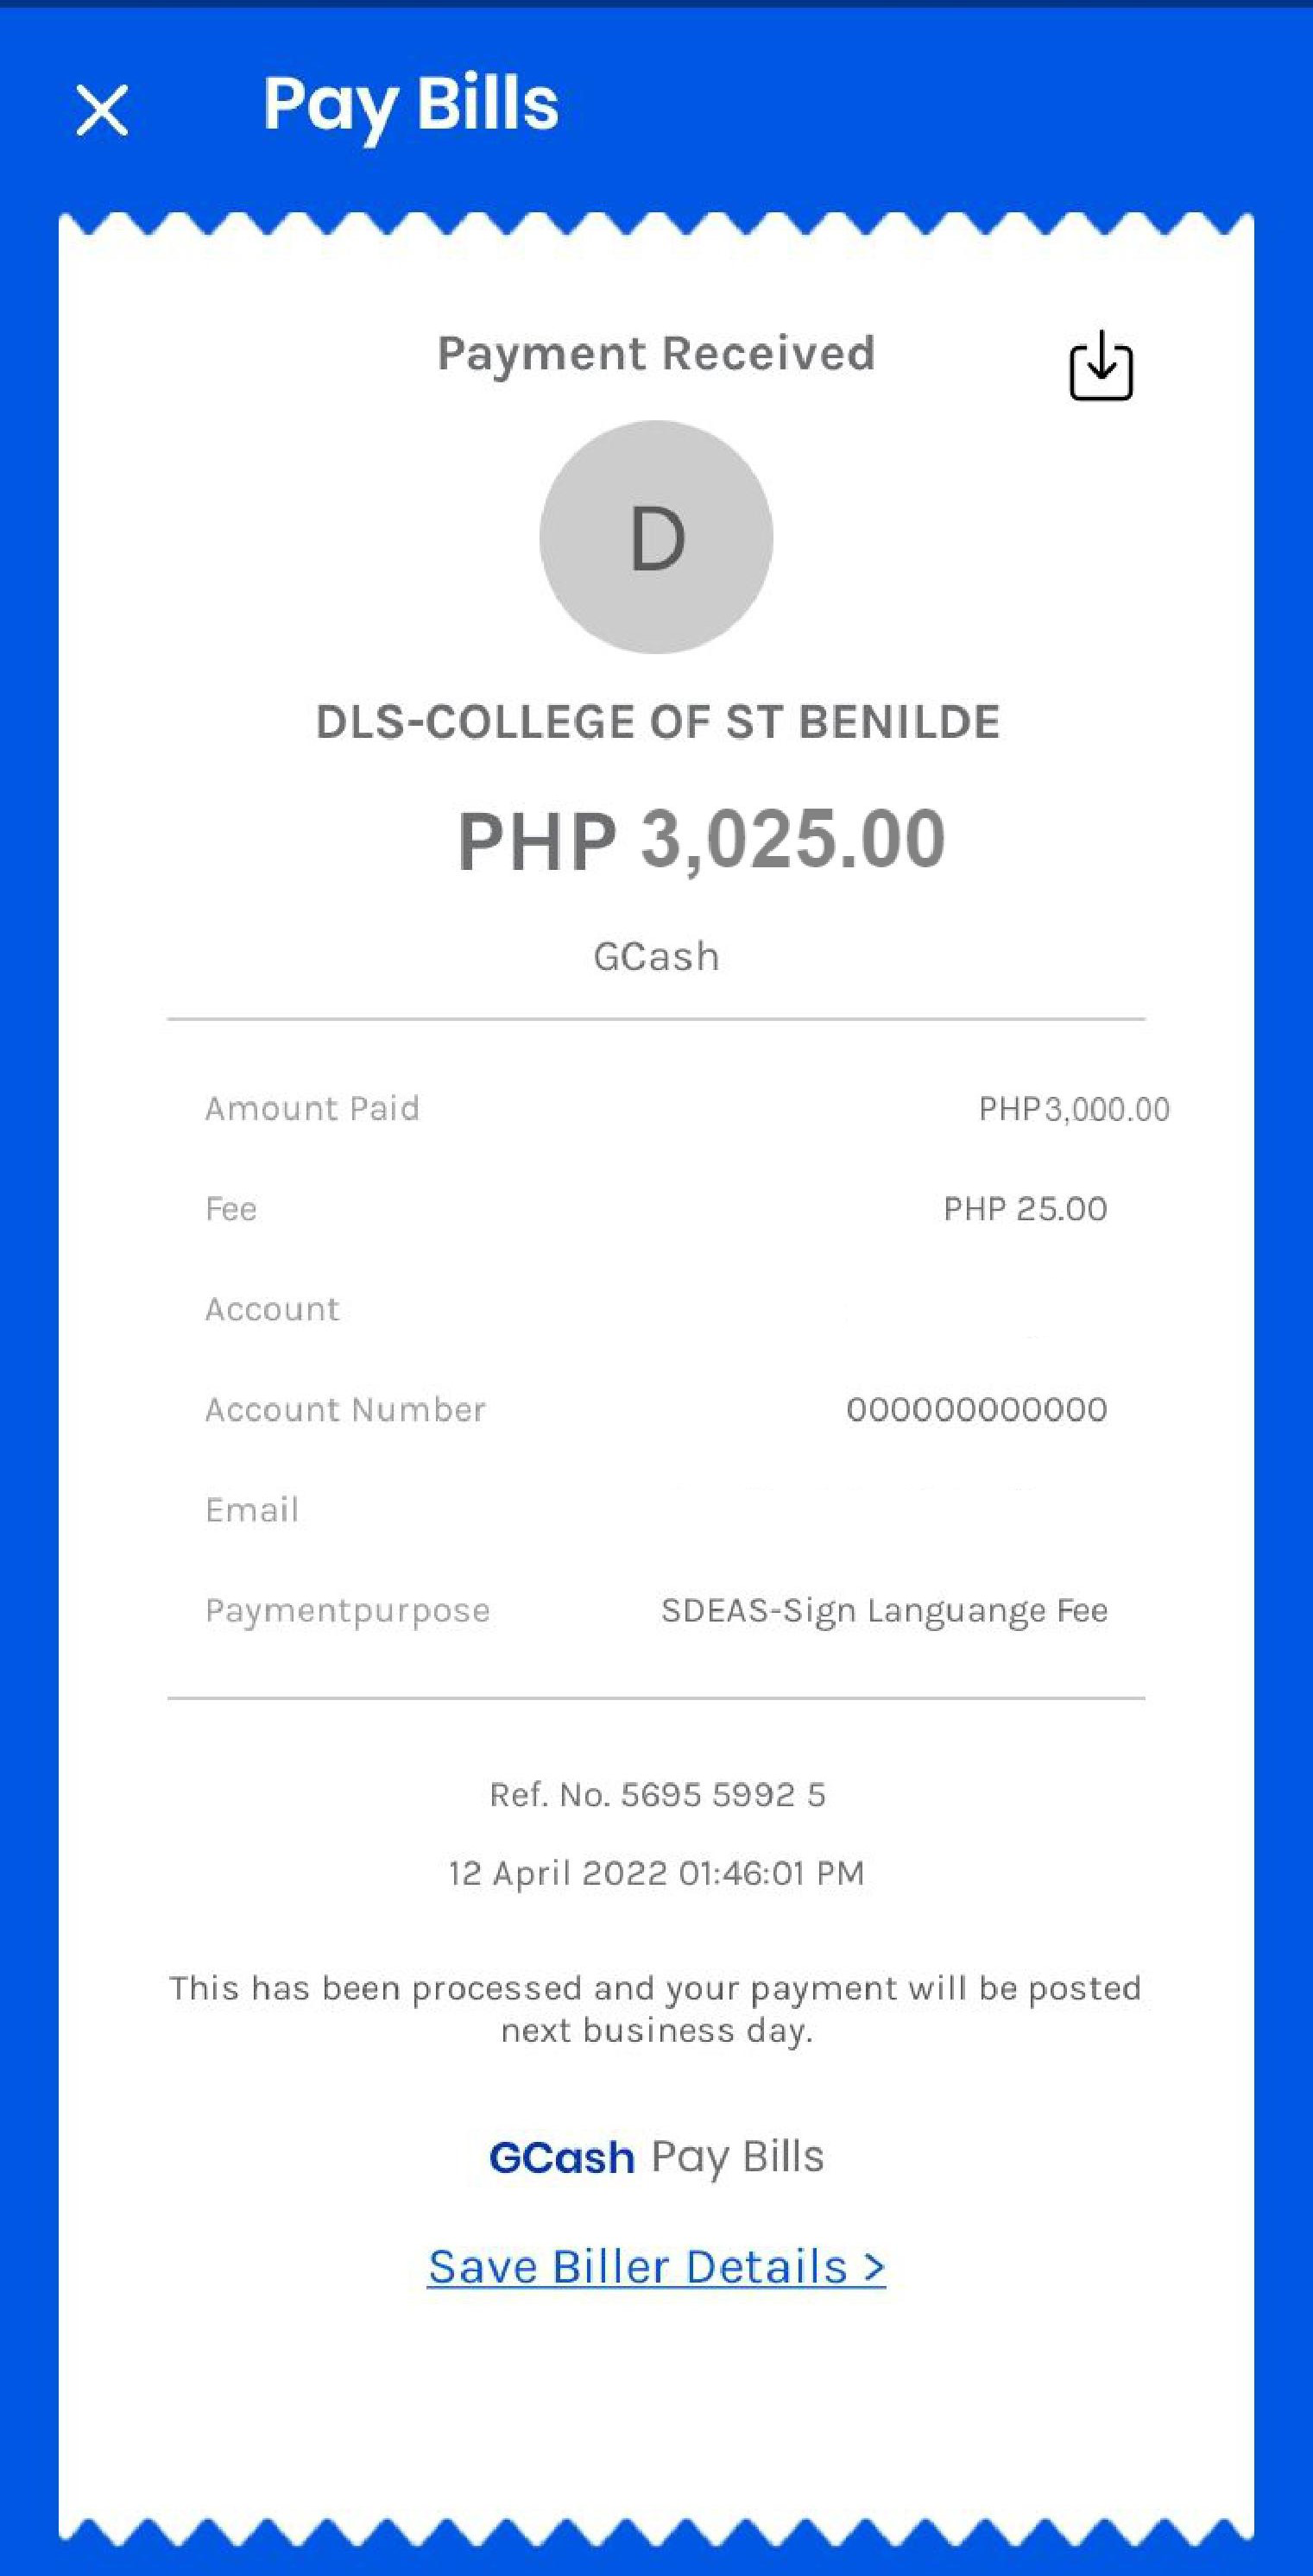 Pay Bills
Payment Received
D
DLS-COLLEGE OF ST BENILDE
PHP 3,025.00
GCash
Amount Paid PHP3,000.00
Fee PHP 25.00
Account
Account Number 000000000000
Email
Paymentpurpose SDEAS-Sign Languange Fee
Ref. No. 5695 5992 5
12 April 2022 01:46:01 PM
This has been processed and your payment will be posted
next business day.
GCash Pay Bills
Save Biller Details >